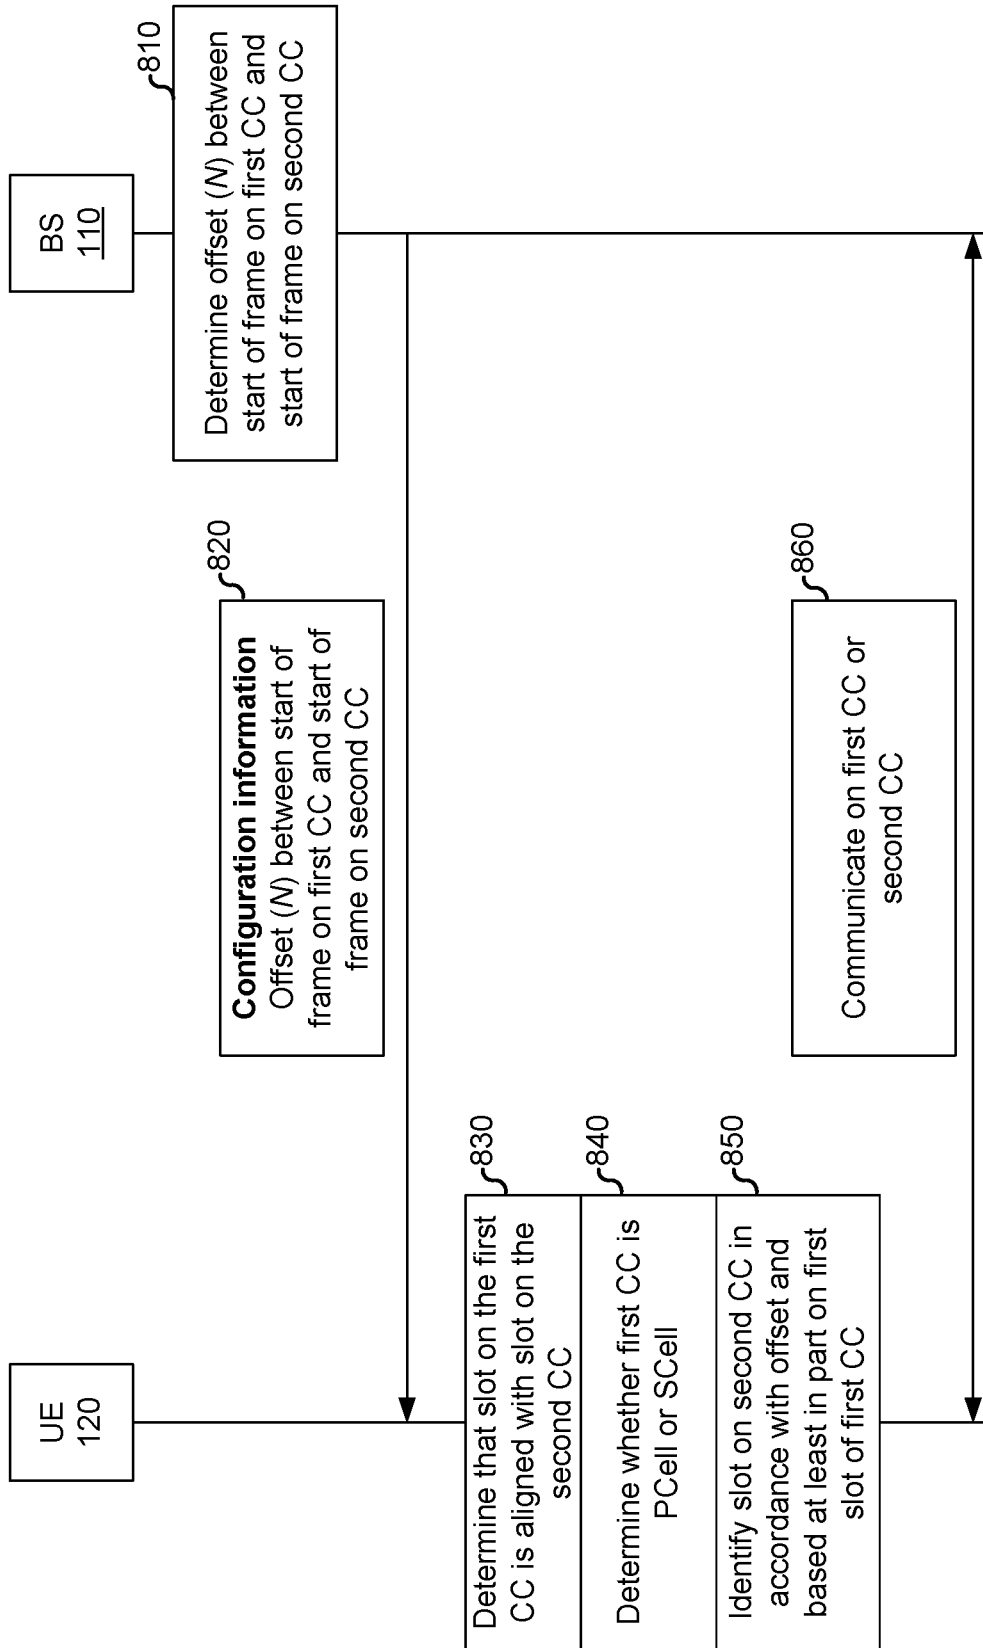 UE
120
BS
110
810
Determine offset (N) between
start of frame on first CC and
start of frame on second CC
820
Configuration information
Offset (N) between start of
frame on first CC and start of
frame on second CC
830
Determine that slot on the first
CC is aligned with slot on the
second CC
840
Determine whether first CC is
PCell or SCell
850
Identify slot on second CC in
accordance with offset and
based at least in part on first
slot of first CC
860
Communicate on first CC or
second CC